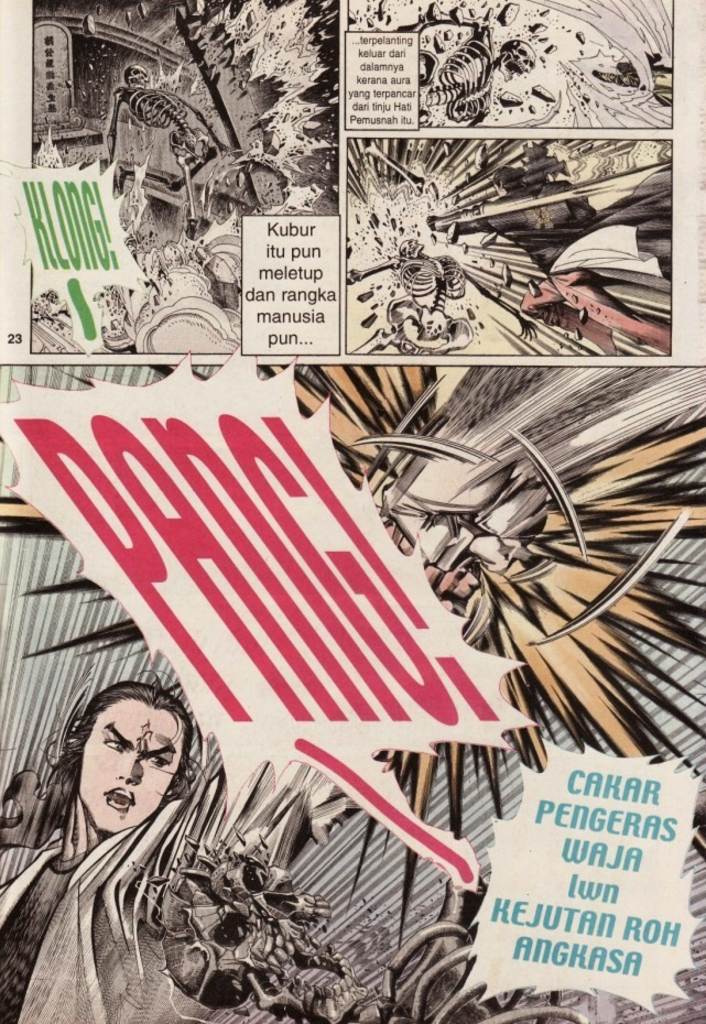 KLONG!
Kubur
itu pun
meletup
dan rangka
manusia
pun...
...terpelanting
keluar dari
dalamnya
kerana aura
yang terpancar
dari tinju Hati
Pemusnah itu.
23
PANG!
CAKAR
PENGERAS
WAJA
lwn
KEJUTAN ROH
ANGKASA